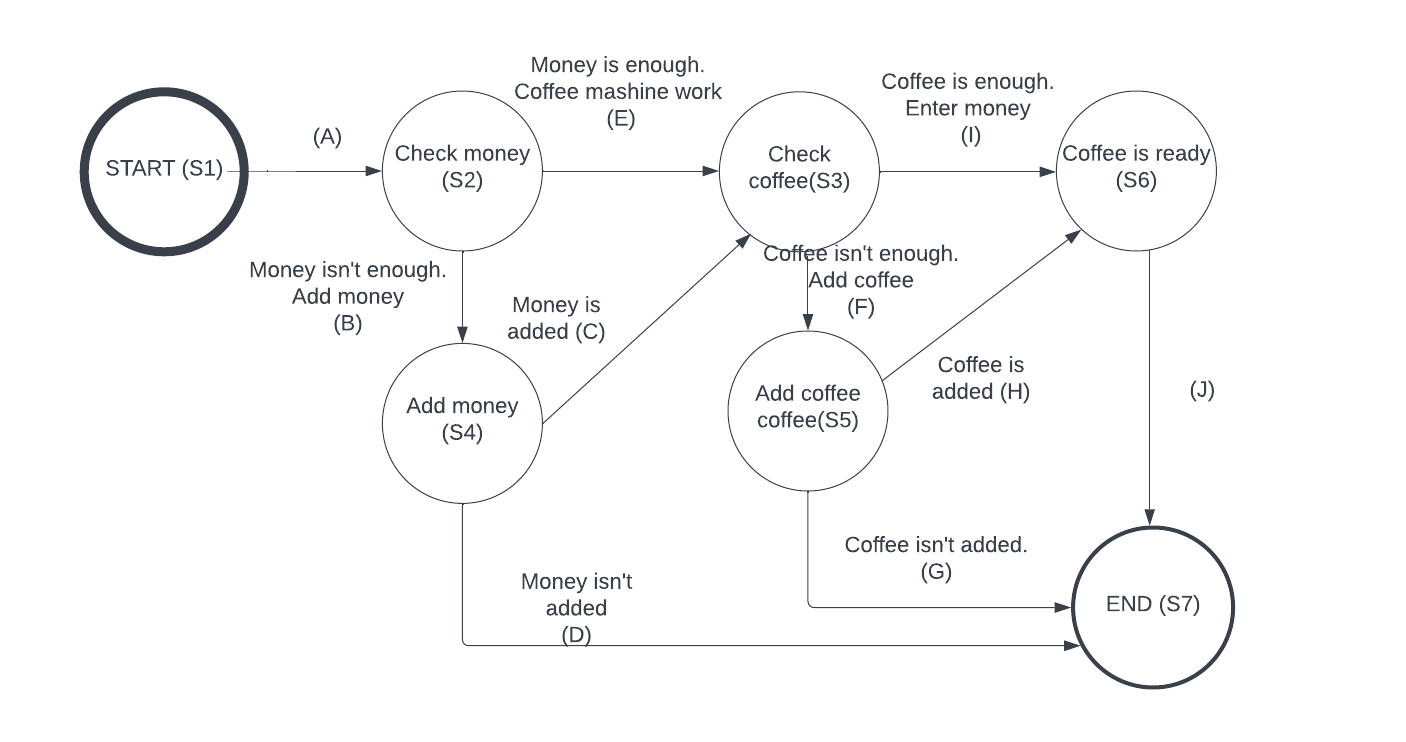 START (S1)
(A)
Check money
(S2)
Money is enough.
Coffee mashine work
(E)
Check
coffee(S3)
Coffee is enough.
Enter money
(I)
Coffee is ready
(S6)
Money isn't enough.
Add money
(B)
Money is
added (C)
Coffee isn't enough.
Add coffee
(F)
Add money
(S4)
Add coffee
coffee(S5)
Coffee is
added (H)
(J)
Money isn't
added
(D)
Coffee isn't added.
(G)
END (S7)